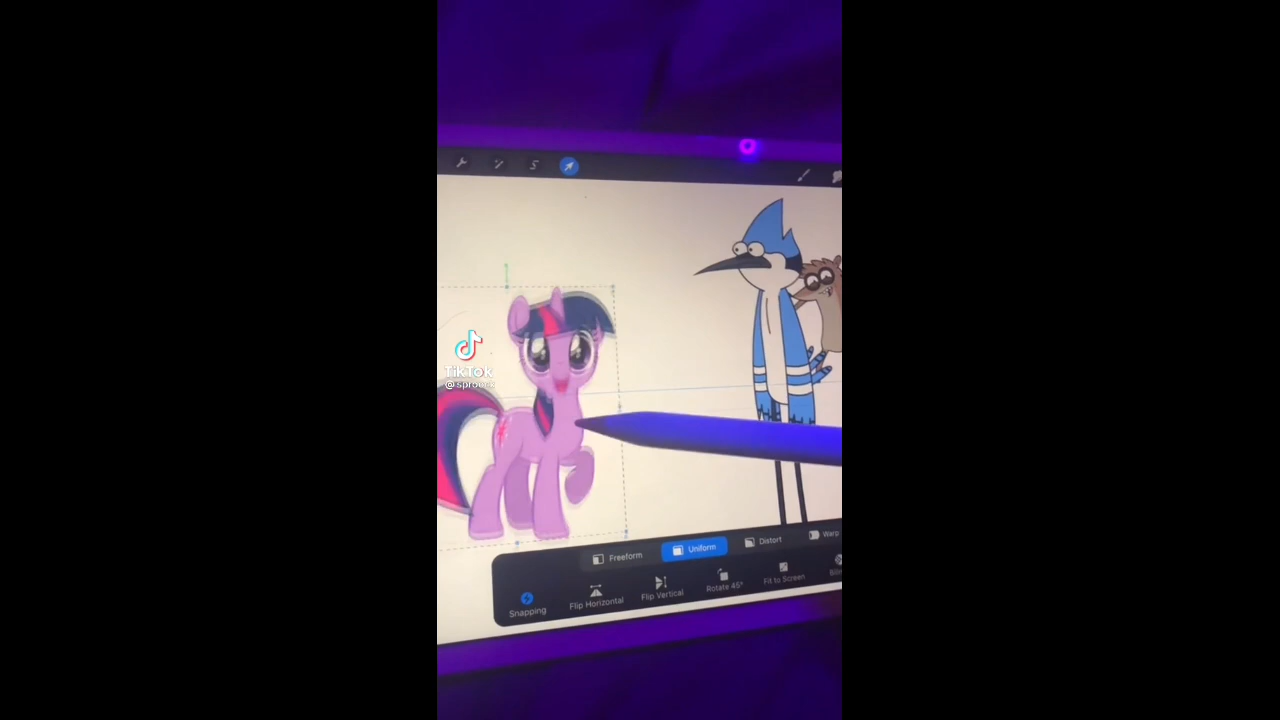 TikTok
Freeform
Uniform
Distort
Warp
Snapping
Flip Horizontal
Flip Vertical
Rotate 45°
Fit to Screen